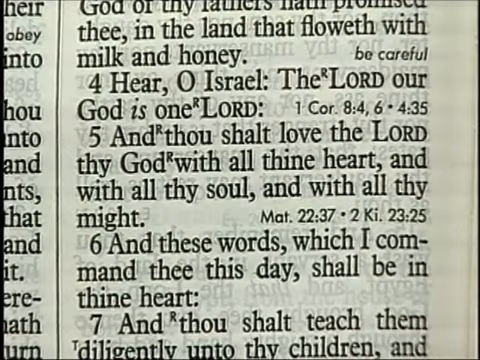 heir
obey
into
hou
into
and
nts,
that
and
it.
ere-
nath
turn
God of thy fathers hath promised
thee, in the land that floweth with
milk and honey. be careful
4 Hear, O Israel: The ᴿLORD our
God is one ᴿLORD: 1 Cor. 8:4, 6 • 4:35
5 And ᴿthou shalt love the LORD
thy God ᴿwith all thine heart, and
with all thy soul, and with all thy
might. Mat. 22:37 • 2 Ki. 23:25
6 And these words, which I com-
mand thee this day, shall be in
thine heart:
7 And ᴿthou shalt teach them
ᵀdiligently unto thy children, and